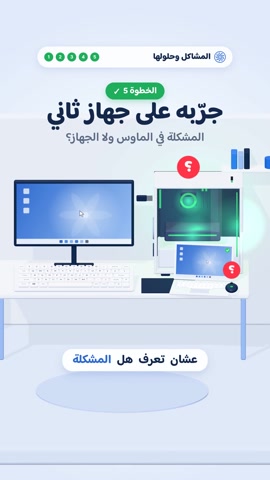 المشاكل وحلولها
1 2 3 4 5
الخطوة 5 ✓
جرّبه على جهاز ثاني
المشكلة في الماوس ولا الجهاز؟
؟
؟
عشان تعرف هل المشكلة